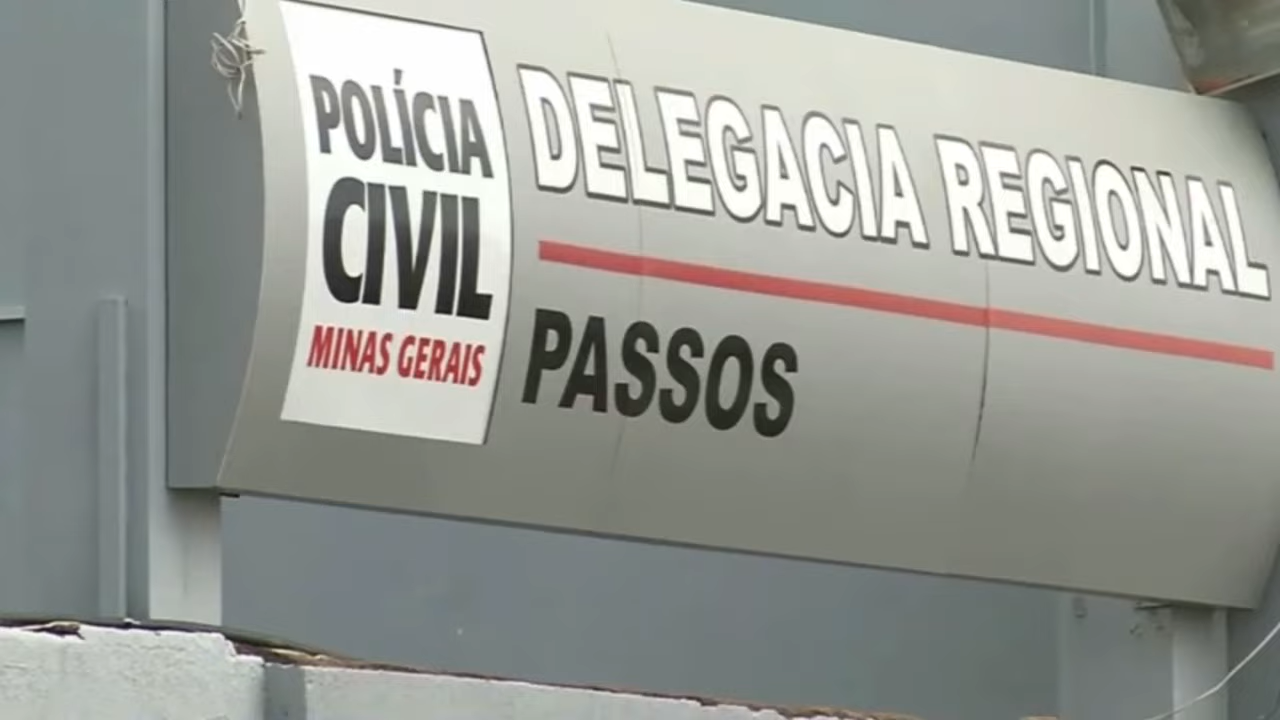 POLÍCIA
CIVIL
MINAS GERAIS
DELEGACIA REGIONAL
PASSOS